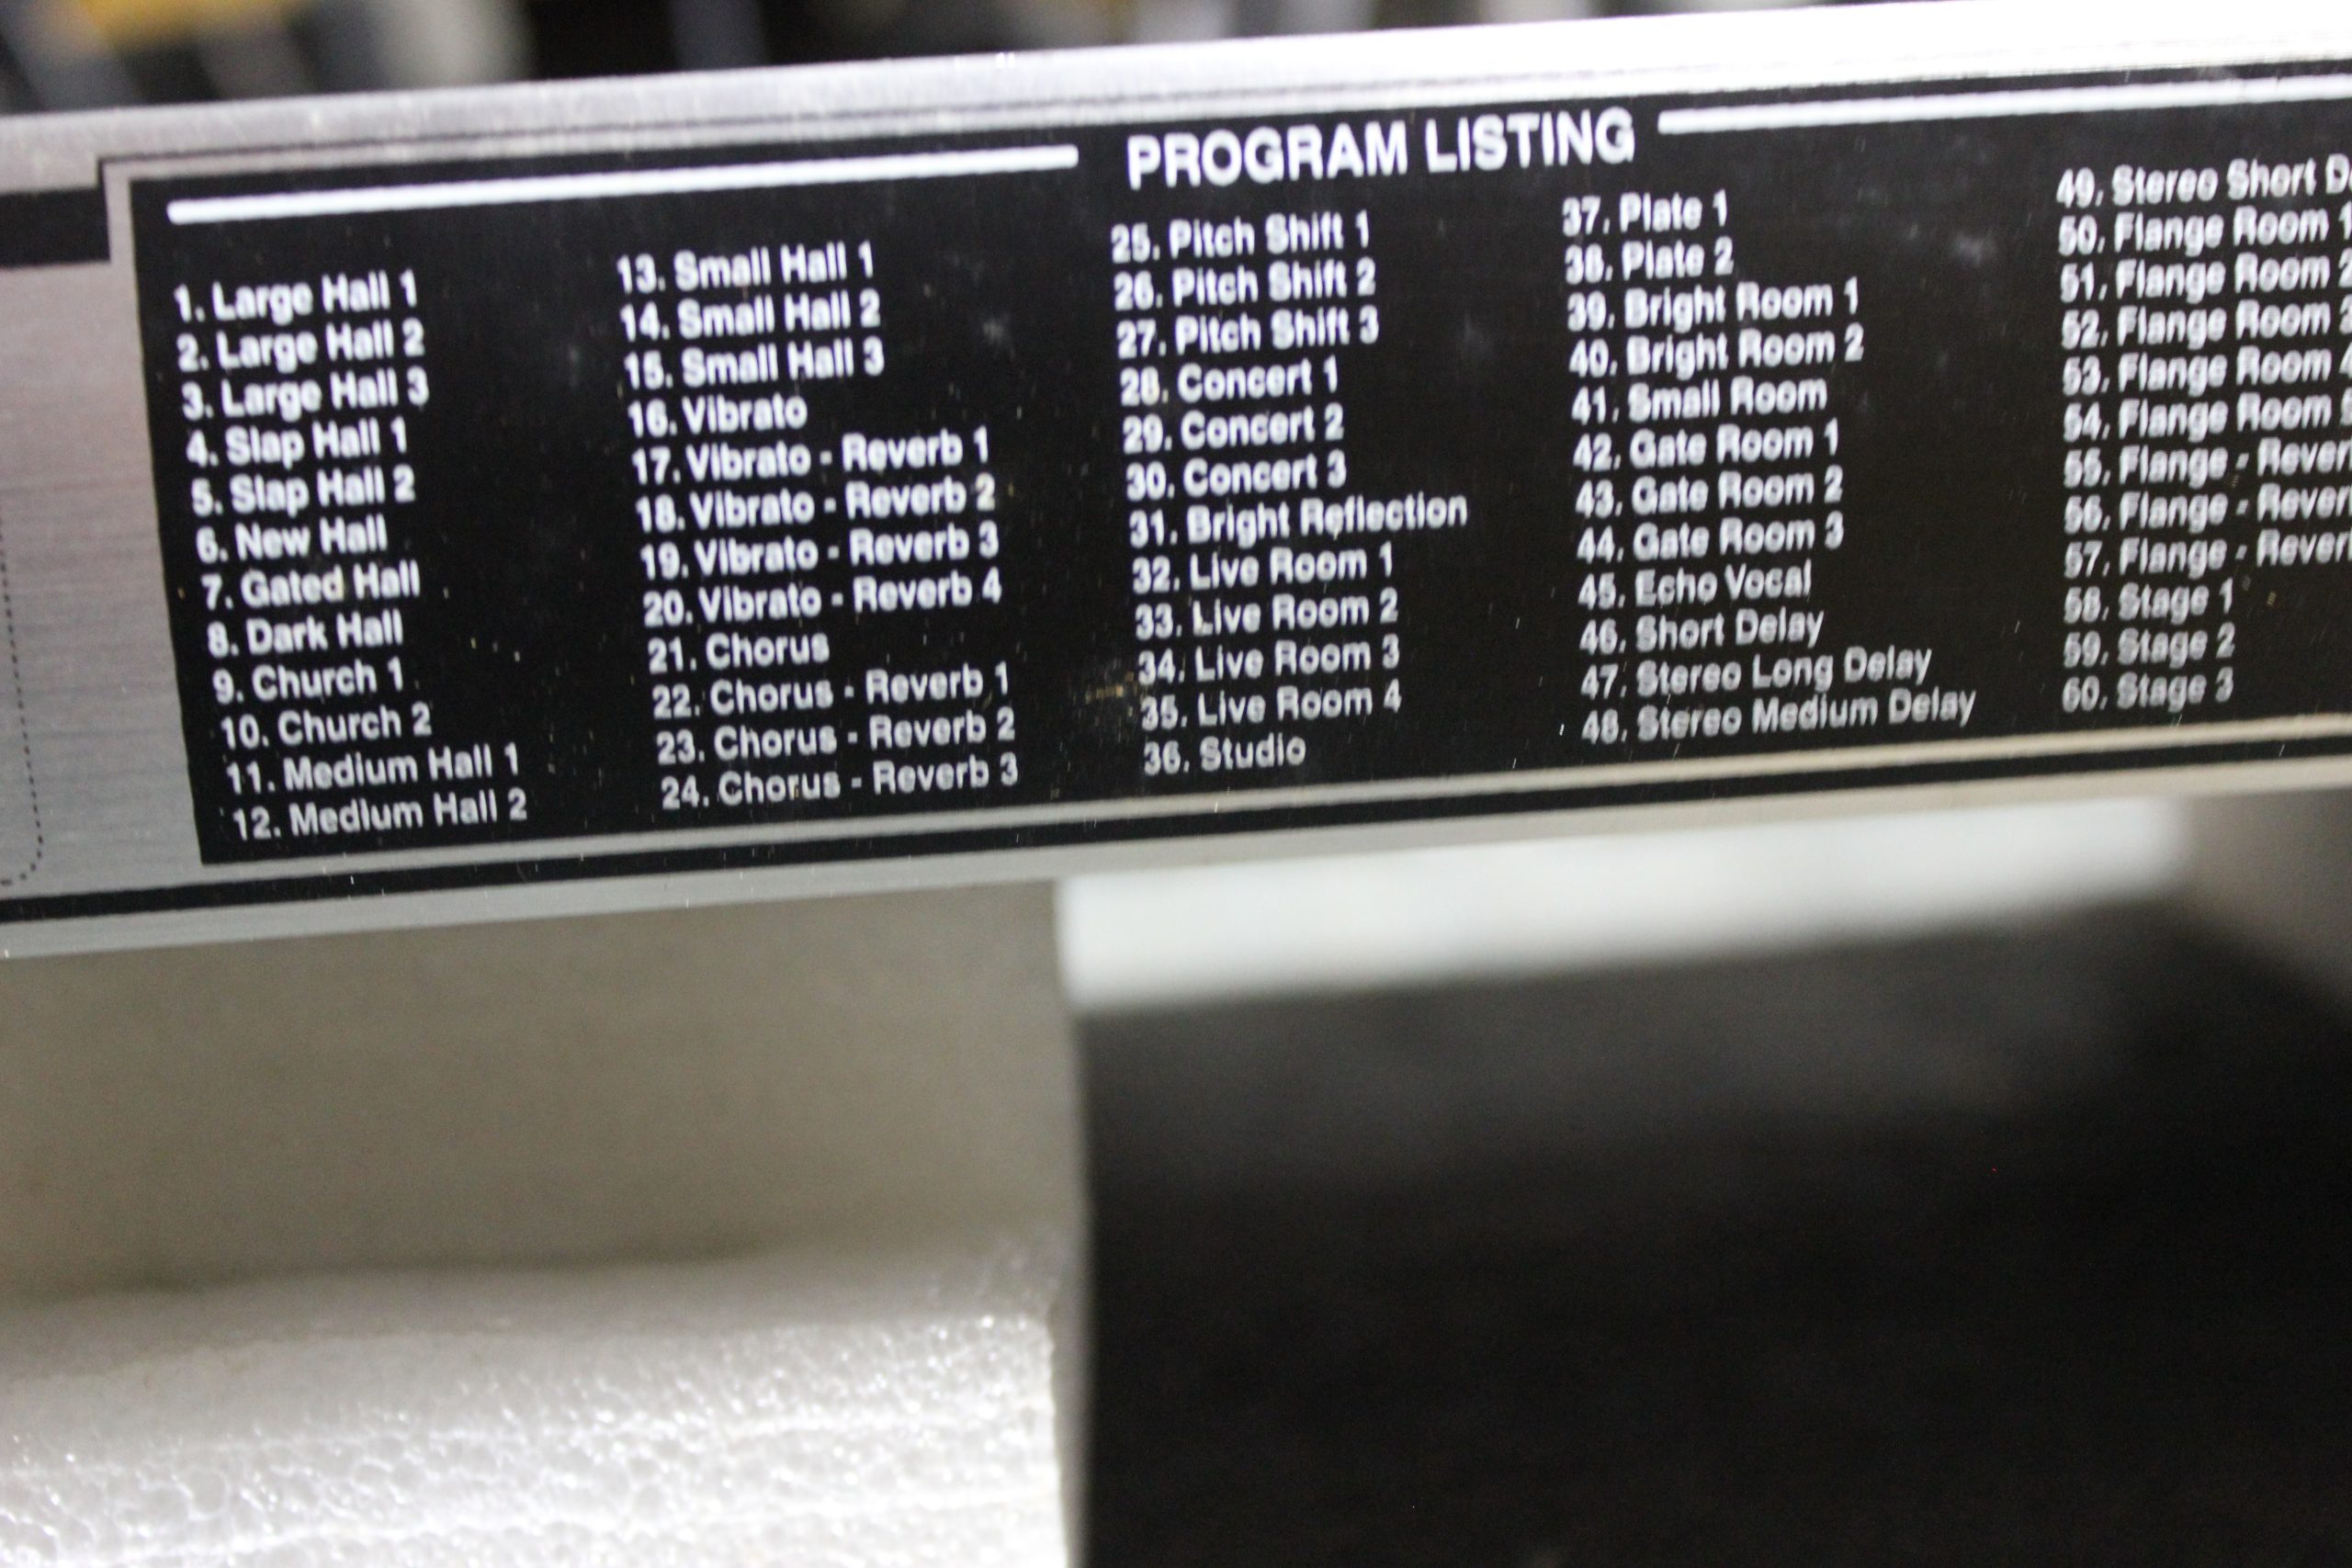 PROGRAM LISTING
1. Large Hall 1
2. Large Hall 2
3. Large Hall 3
4. Slap Hall 1
5. Slap Hall 2
6. New Hall
7. Gated Hall
8. Dark Hall
9. Church 1
10. Church 2
11. Medium Hall 1
12. Medium Hall 2
13. Small Hall 1
14. Small Hall 2
15. Small Hall 3
16. Vibrato
17. Vibrato - Reverb 1
18. Vibrato - Reverb 2
19. Vibrato - Reverb 3
20. Vibrato - Reverb 4
21. Chorus
22. Chorus - Reverb 1
23. Chorus - Reverb 2
24. Chorus - Reverb 3
25. Pitch Shift 1
26. Pitch Shift 2
27. Pitch Shift 3
28. Concert 1
29. Concert 2
30. Concert 3
31. Bright Reflection
32. Live Room 1
33. Live Room 2
34. Live Room 3
35. Live Room 4
36. Studio
37. Plate 1
38. Plate 2
39. Bright Room 1
40. Bright Room 2
41. Small Room
42. Gate Room 1
43. Gate Room 2
44. Gate Room 3
45. Echo Vocal
46. Short Delay
47. Stereo Long Delay
48. Stereo Medium Delay
49. Stereo Short
50. Flange Room 1
51. Flange Room 2
52. Flange Room
53. Flange Room
54. Flange Room
55. Flange -
56. Flange -
57. Flange -
58. Stage 1
59. Stage 2
60. Stage 3